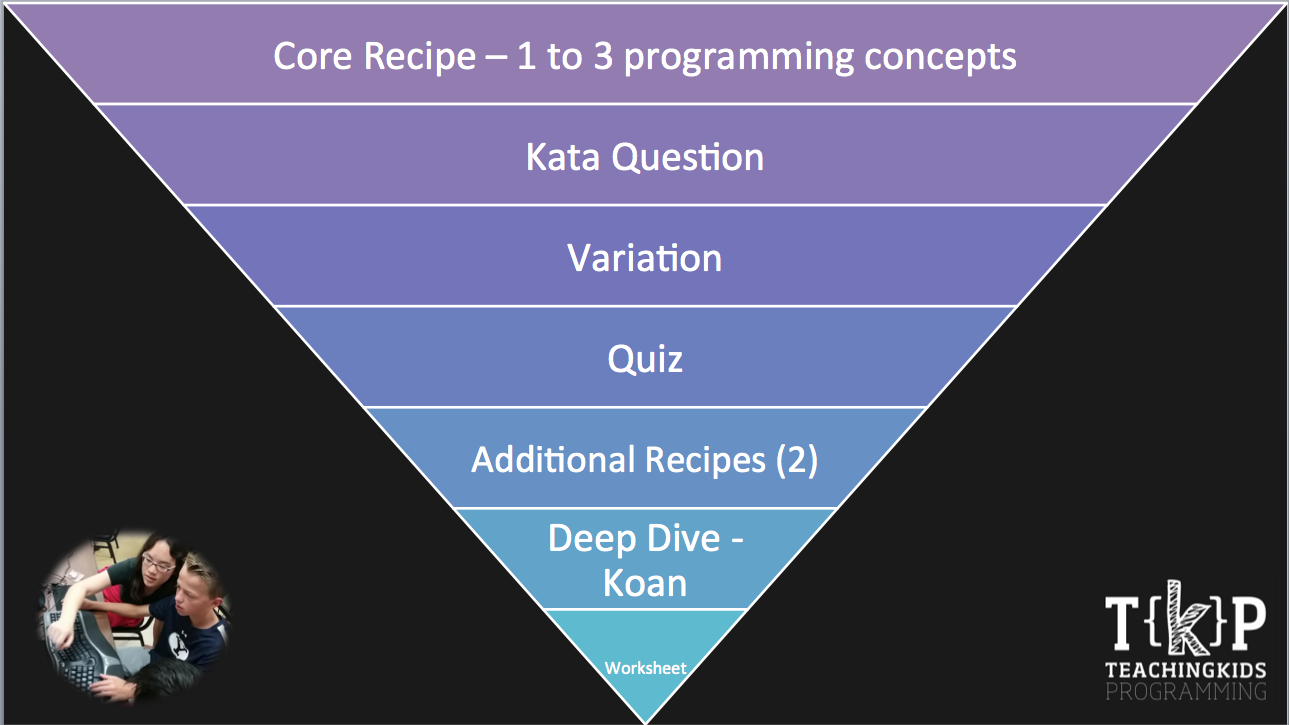 Core Recipe – 1 to 3 programming concepts
Kata Question
Variation
Quiz
Additional Recipes (2)
Deep Dive -
Koan
Worksheet
T{k}P
TEACHINGKIDS
PROGRAMMING